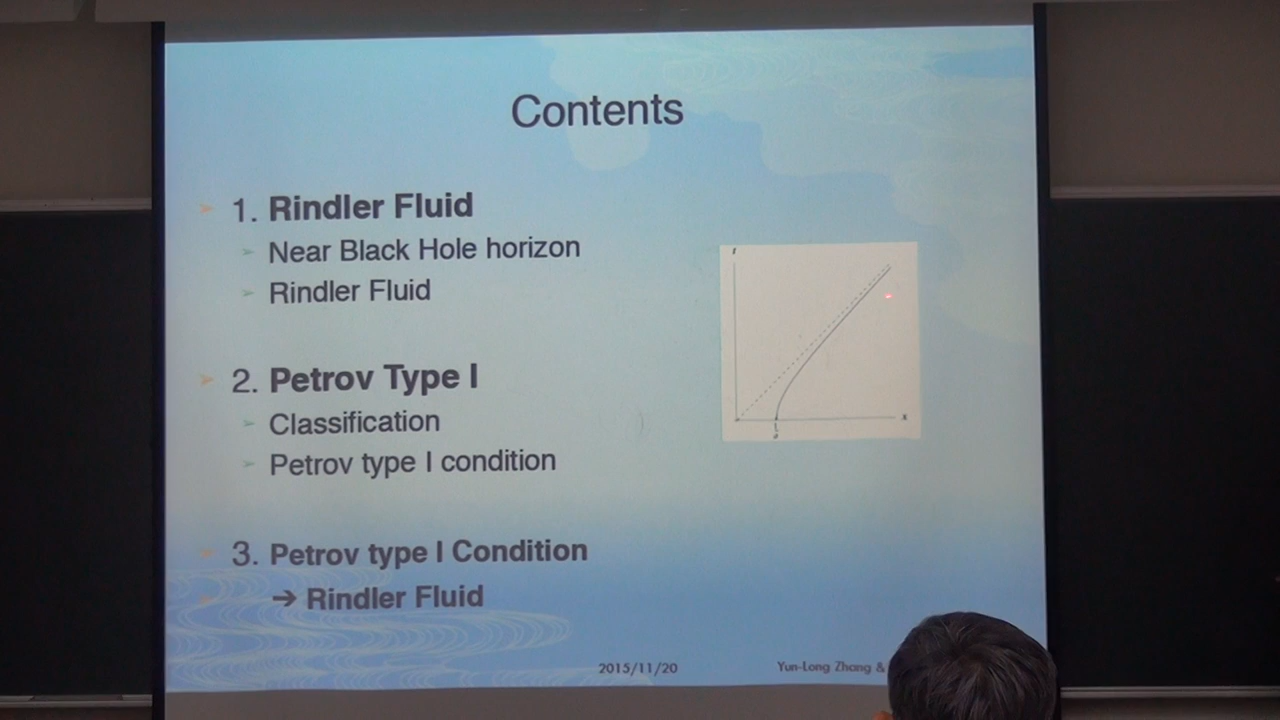 Contents
1. Rindler Fluid
Near Black Hole horizon
Rindler Fluid
2. Petrov Type I
Classification
Petrov type I condition
3. Petrov type I Condition
➔ Rindler Fluid
x
2015/11/20
Yun-Long Zhang &